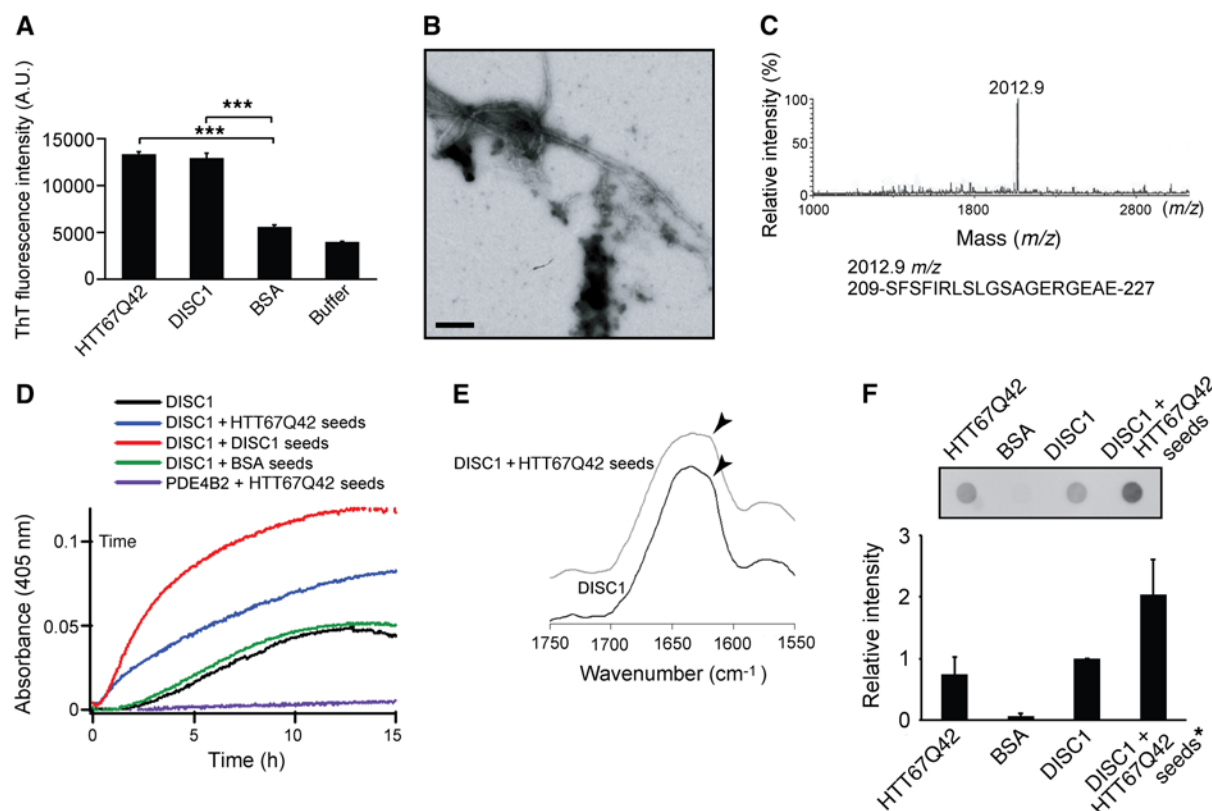 A
ThT fluorescence intensity (A.U.)
15000
10000
5000
0
***
***
HTT67Q42
DISC1
BSA
Buffer
B
C
Relative intensity (%)
100
50
0
2012.9
1000
1800
2800
(m/z)
Mass (m/z)
2012.9 m/z
209-SFSFIRLSLGSAGERGEAE-227
D
DISC1
DISC1 + HTT67Q42 seeds
DISC1 + DISC1 seeds
DISC1 + BSA seeds
PDE4B2 + HTT67Q42 seeds
Absorbance (405 nm)
0.1
0.05
0
Time
0
5
10
15
Time (h)
E
DISC1 + HTT67Q42 seeds
DISC1
1750
1700
1650
1600
1550
Wavenumber (cm-1)
F
HTT67Q42
BSA
DISC1
DISC1 +
HTT67Q42
seeds
Relative intensity
3
2
1
0
HTT67Q42
BSA
DISC1
DISC1 +
HTT67Q42
seeds*